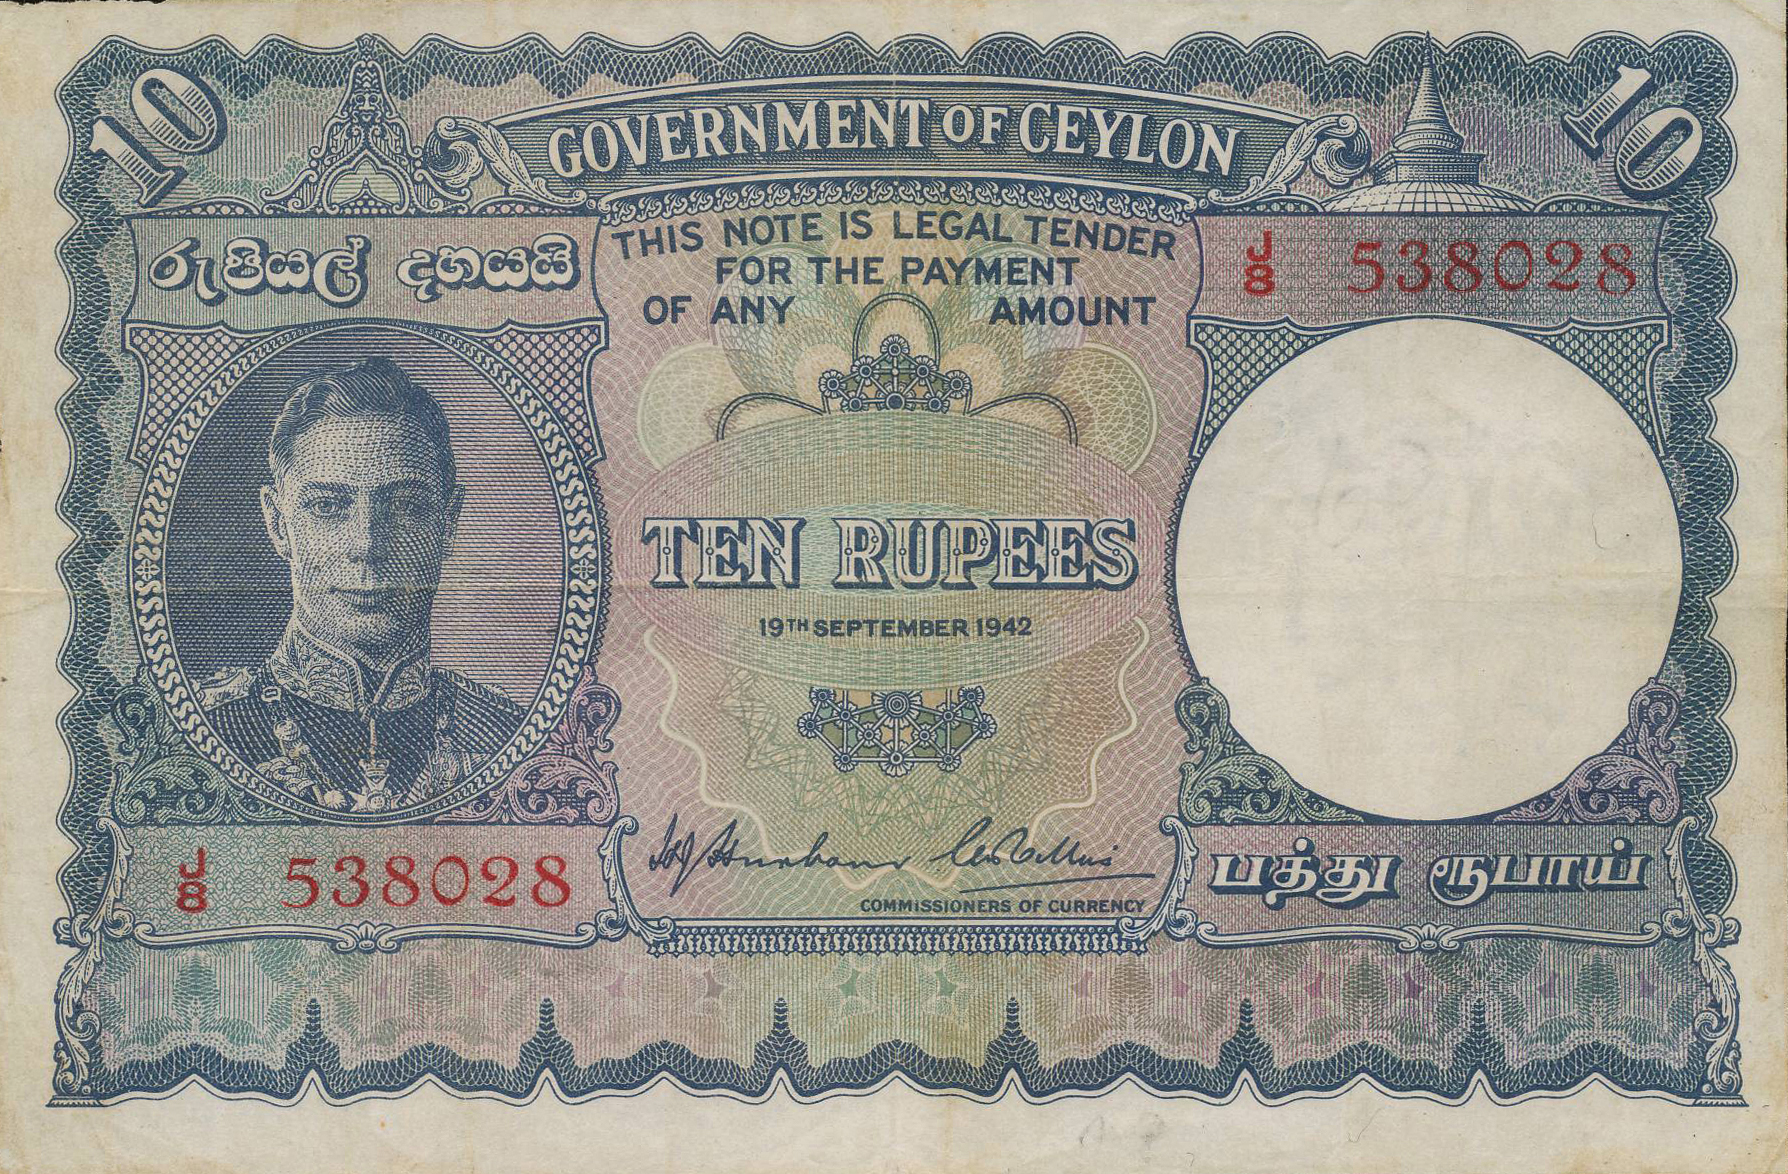 10
GOVERNMENT OF CEYLON
10
රුපියල් දහයයි
THIS NOTE IS LEGAL TENDER
FOR THE PAYMENT
OF ANY AMOUNT
J/8 538028
TEN RUPEES
19TH SEPTEMBER 1942
J/8 538028
COMMISSIONERS OF CURRENCY
பத்து ரூபாய்